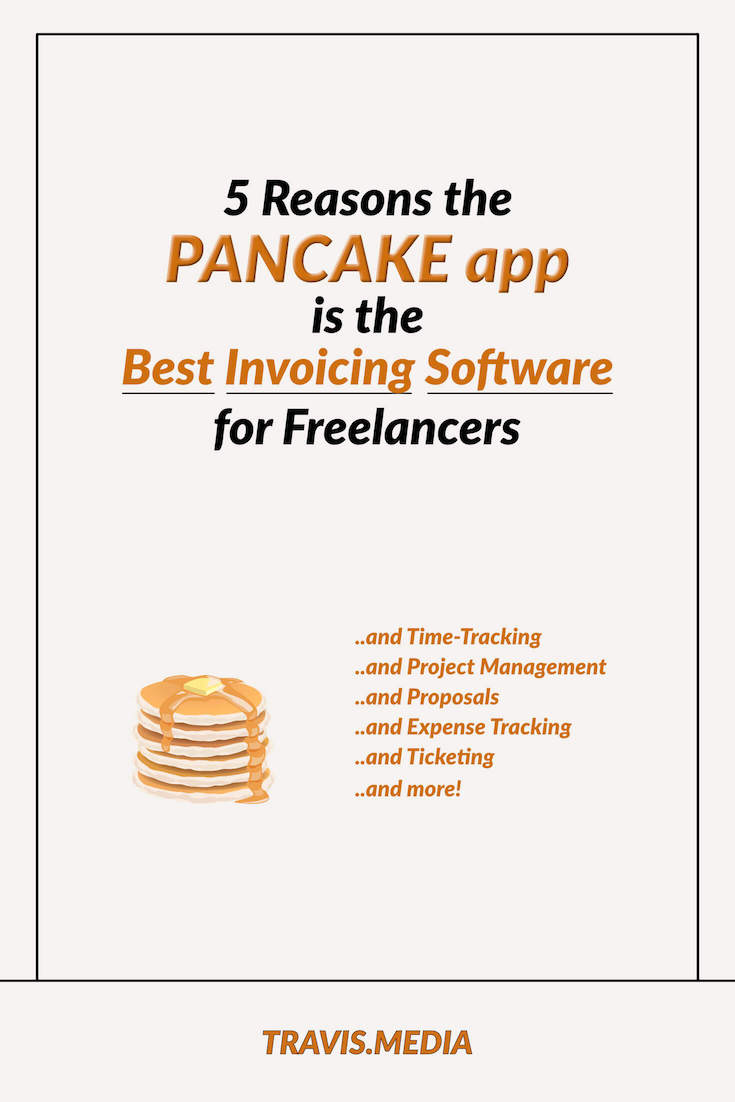 5 Reasons the
PANCAKE app
is the
Best Invoicing Software
for Freelancers
..and Time-Tracking
..and Project Management
..and Proposals
..and Expense Tracking
..and Ticketing
..and more!
TRAVIS.MEDIA